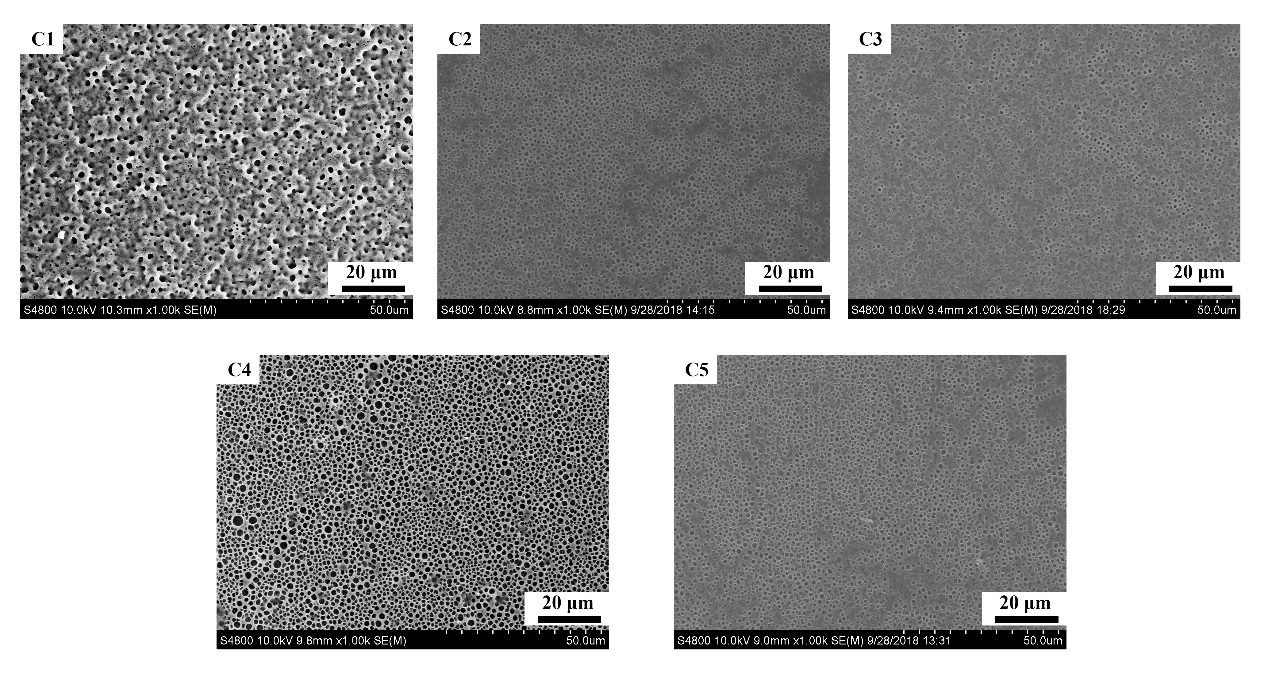 C1
20 μm
S4800 10.0kV 10.3mm x1.00k SE(M) 50.0um
C2
20 μm
S4800 10.0kV 8.8mm x1.00k SE(M) 9/28/2018 14:15 50.0um
C3
20 μm
S4800 10.0kV 9.4mm x1.00k SE(M) 9/28/2018 18:29 50.0um
C4
20 μm
S4800 10.0kV 9.8mm x1.00k SE(M) 50.0um
C5
20 μm
S4800 10.0kV 9.0mm x1.00k SE(M) 9/28/2018 13:31 50.0um